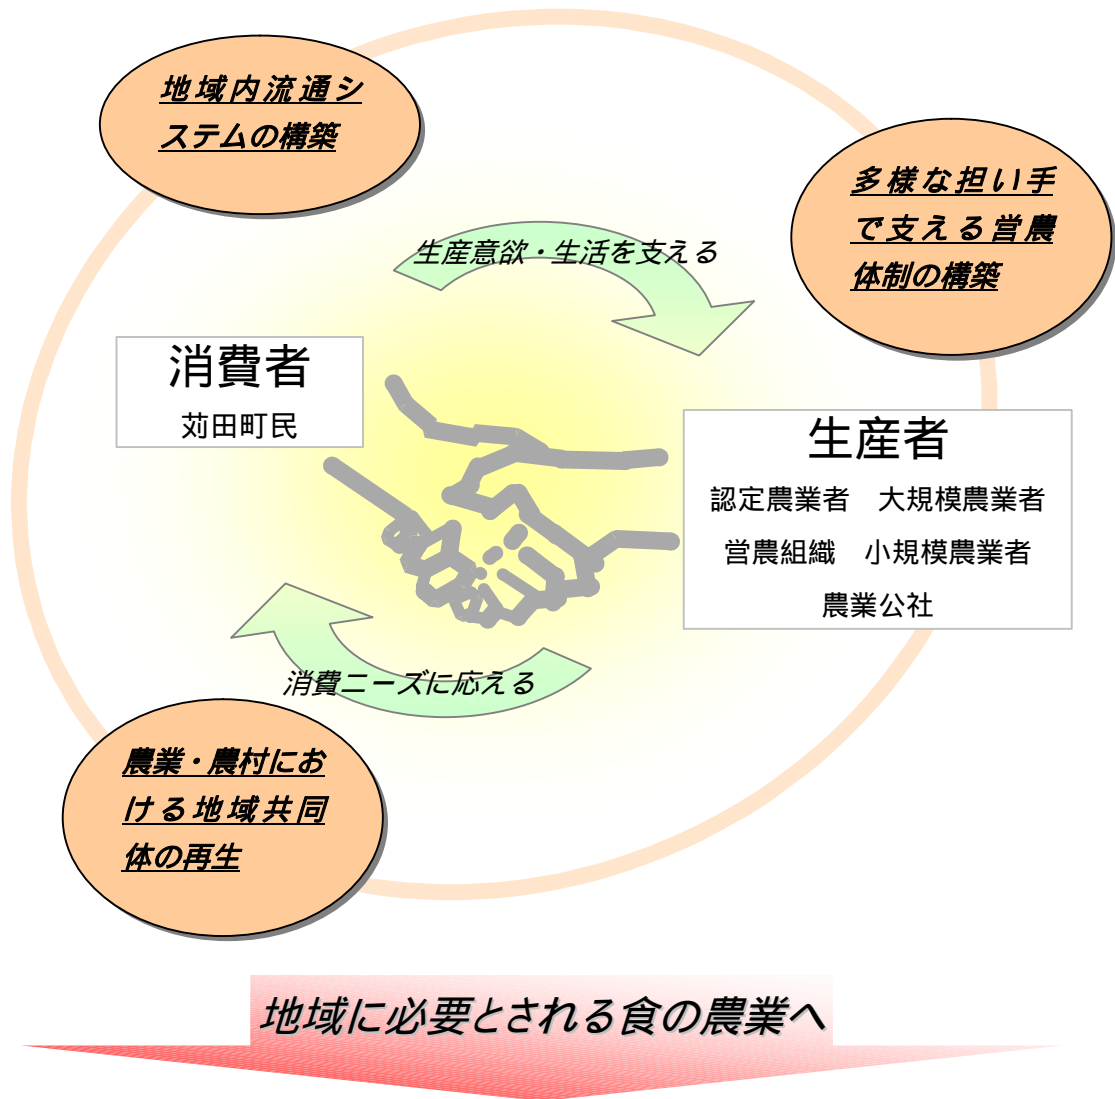 地域内流通シ
ステムの構築
多様な担い手
で支える営農
体制の構築
生産意欲・生活を支える
消費者
苅田町民
生産者
認定農業者　大規模農業者
営農組織　小規模農業者
農業公社
消費ニーズに応える
農業・農村にお
ける地域共同
体の再生
地域に必要とされる食の農業へ